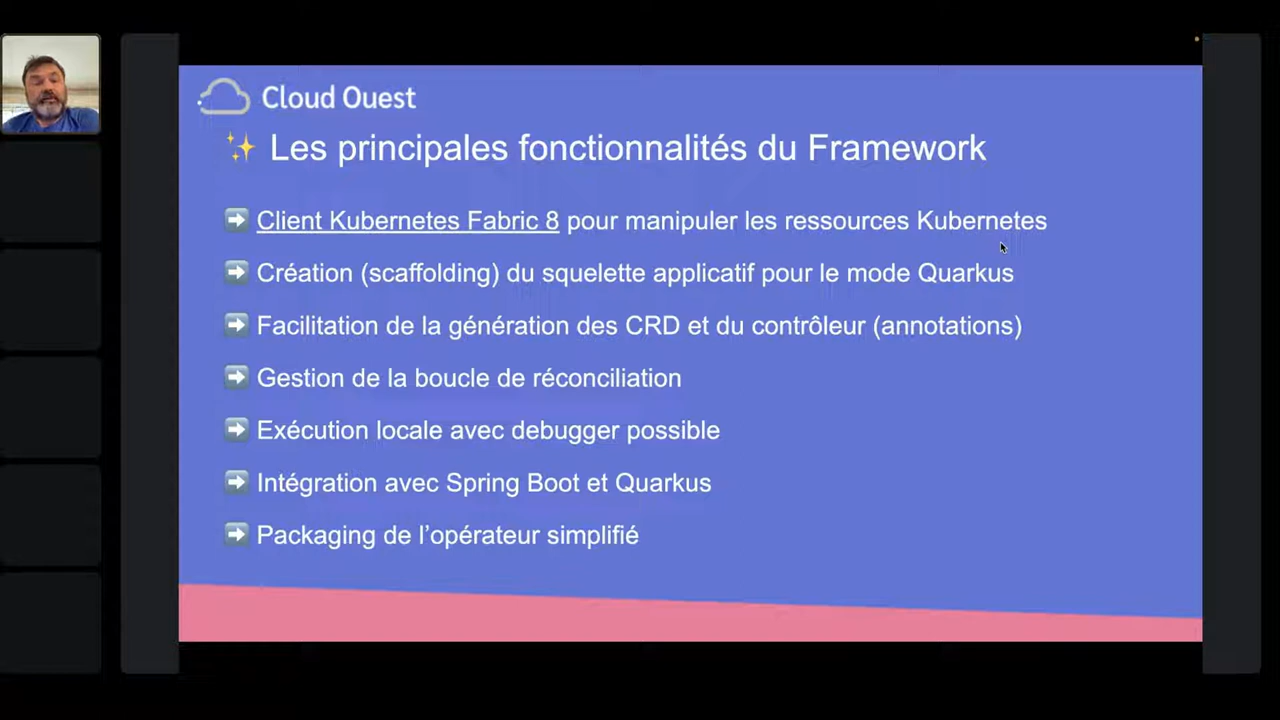 Cloud Ouest
✨ Les principales fonctionnalités du Framework
➡ Client Kubernetes Fabric 8 pour manipuler les ressources Kubernetes
➡ Création (scaffolding) du squelette applicatif pour le mode Quarkus
➡ Facilitation de la génération des CRD et du contrôleur (annotations)
➡ Gestion de la boucle de réconciliation
➡ Exécution locale avec debugger possible
➡ Intégration avec Spring Boot et Quarkus
➡ Packaging de l’opérateur simplifié